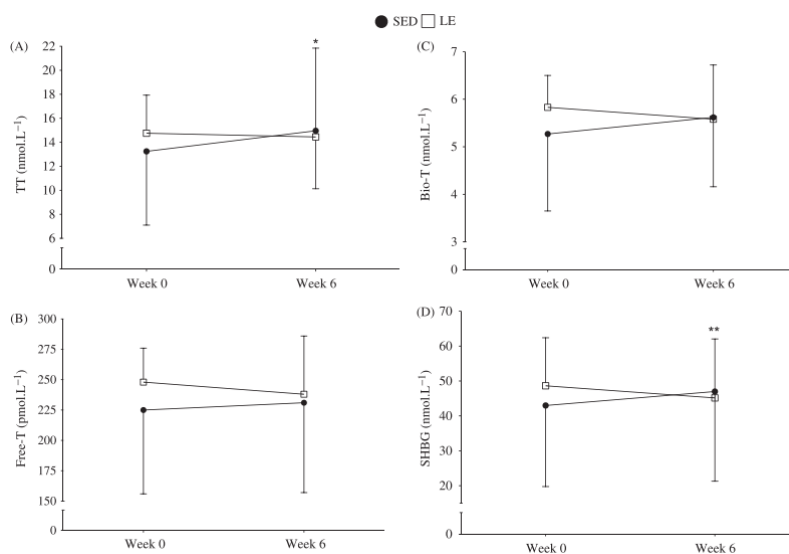 SED LE
(A)
TT (nmol.L−1)
22
20
18
16
14
12
10
8
6
0
*
Week 0 Week 6
(C)
Bio-T (nmol.L−1)
7
6
5
4
3
0
Week 0 Week 6
(B)
Free-T (pmol.L−1)
300
275
250
225
200
175
150
0
Week 0 Week 6
(D)
SHBG (nmol.L−1)
70
60
50
40
30
20
0
**
Week 0 Week 6